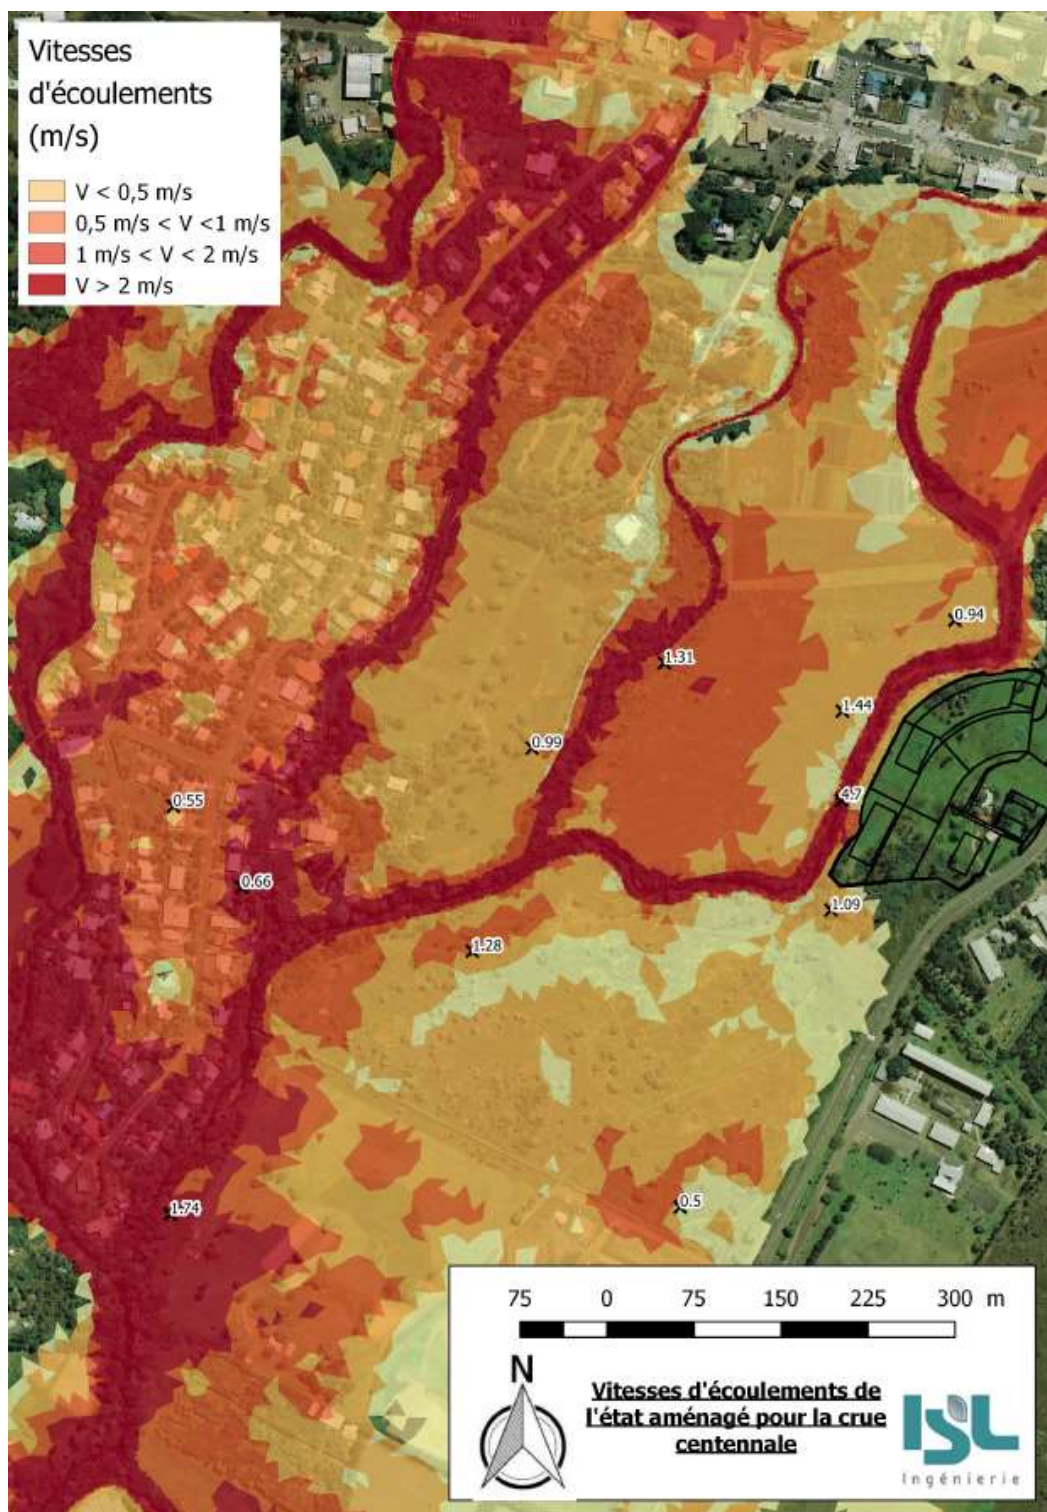 Vitesses
d'écoulements
(m/s)
V < 0,5 m/s
0,5 m/s < V <1 m/s
1 m/s < V < 2 m/s
V > 2 m/s
0.94
1.31
1.44
0.99
4.7
0.55
0.66
1.09
1.28
1.74
0.5
75 0 75 150 225 300 m
N
Vitesses d'écoulements de
l'état aménagé pour la crue
centennale
ISL
Ingénierie